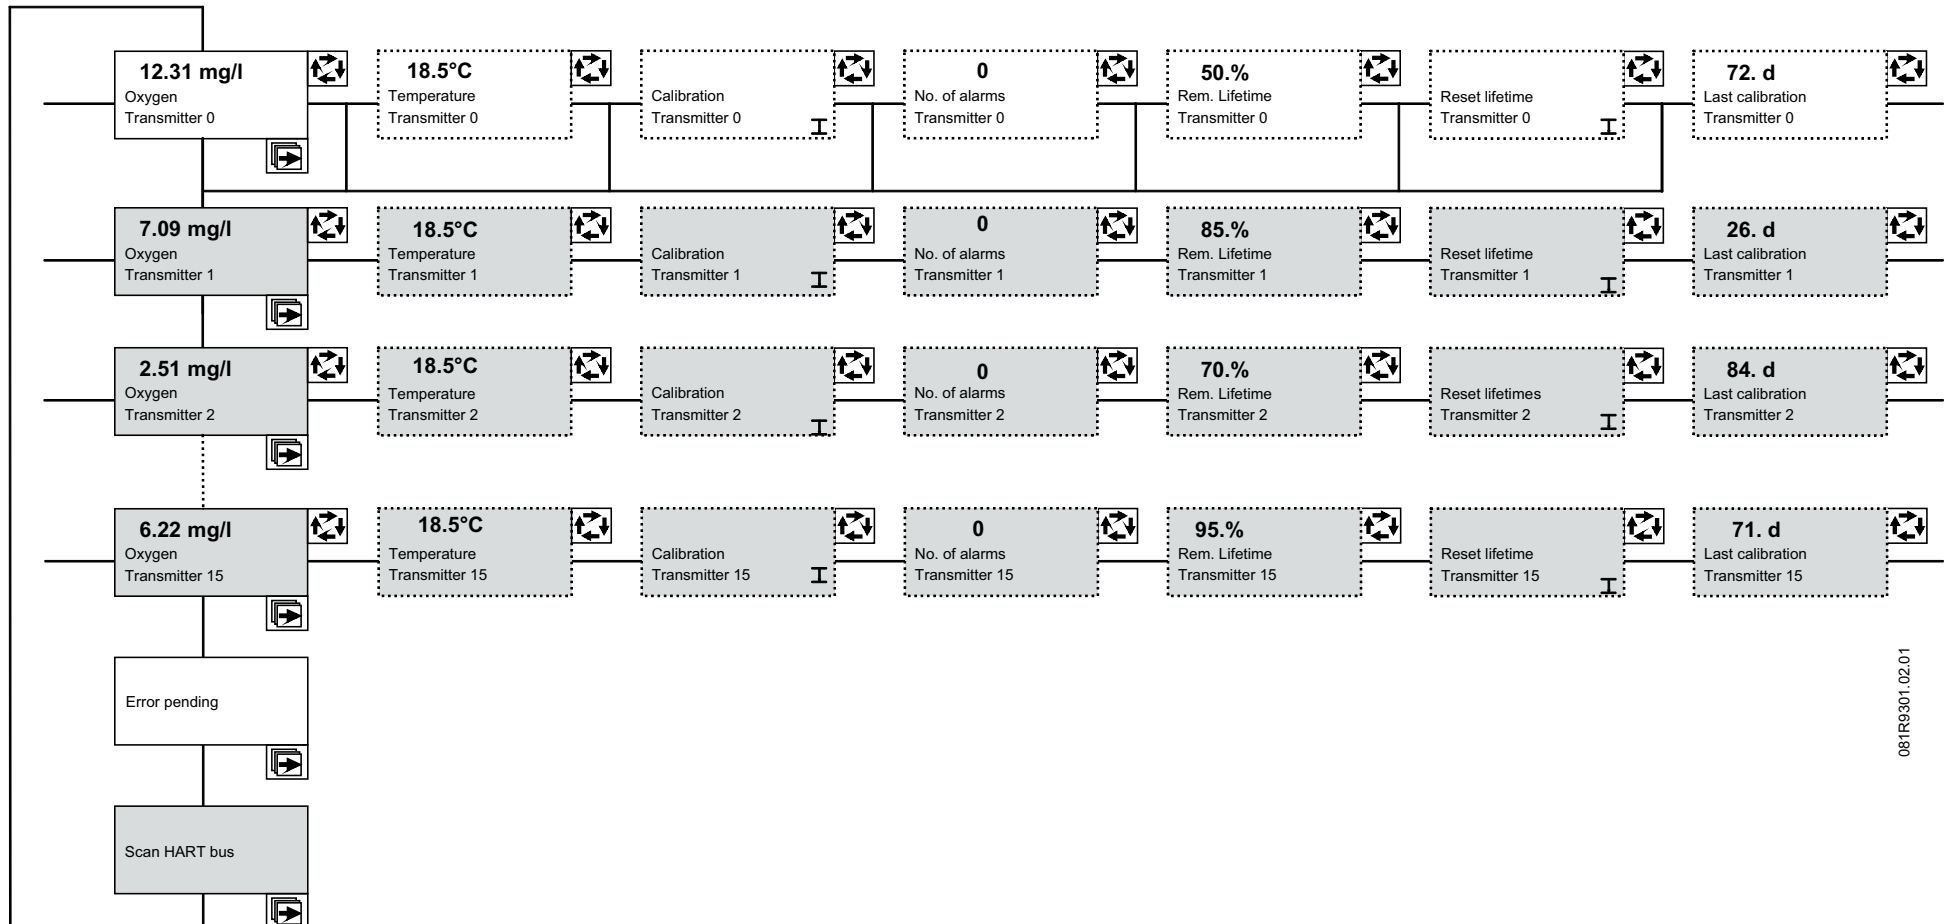 12.31 mg/l
Oxygen
Transmitter 0
18.5°C
Temperature
Transmitter 0
Calibration
Transmitter 0
0
No. of alarms
Transmitter 0
50.%
Rem. Lifetime
Transmitter 0
Reset lifetime
Transmitter 0
72. d
Last calibration
Transmitter 0
7.09 mg/l
Oxygen
Transmitter 1
18.5°C
Temperature
Transmitter 1
Calibration
Transmitter 1
0
No. of alarms
Transmitter 1
85.%
Rem. Lifetime
Transmitter 1
Reset lifetime
Transmitter 1
26. d
Last calibration
Transmitter 1
2.51 mg/l
Oxygen
Transmitter 2
18.5°C
Temperature
Transmitter 2
Calibration
Transmitter 2
0
No. of alarms
Transmitter 2
70.%
Rem. Lifetime
Transmitter 2
Reset lifetimes
Transmitter 2
84. d
Last calibration
Transmitter 2
6.22 mg/l
Oxygen
Transmitter 15
18.5°C
Temperature
Transmitter 15
Calibration
Transmitter 15
0
No. of alarms
Transmitter 15
95.%
Rem. Lifetime
Transmitter 15
Reset lifetime
Transmitter 15
71. d
Last calibration
Transmitter 15
Error pending
Scan HART bus
081R9301.02.01